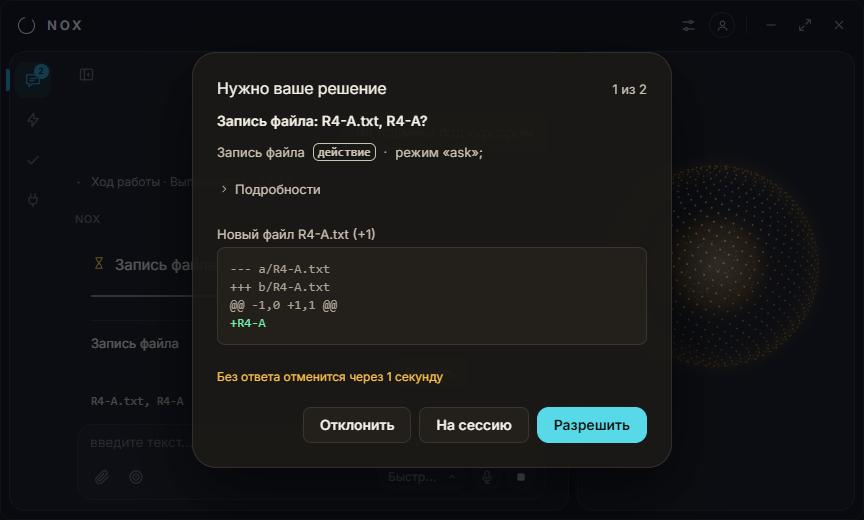 NOX
2
Нужно ваше решение
1 из 2
Запись файла: R4-A.txt, R4-A?
Запись файла действие · режим «ask»;
Подробности
Новый файл R4-A.txt (+1)
--- a/R4-A.txt
+++ b/R4-A.txt
@@ -1,0 +1,1 @@
+R4-A
Без ответа отменится через 1 секунду
Отклонить
На сессию
Разрешить
· Ход работы · 
NOX
Запись
Запись файла
R4-A.txt, R4-A
введите текст...
Быстр...